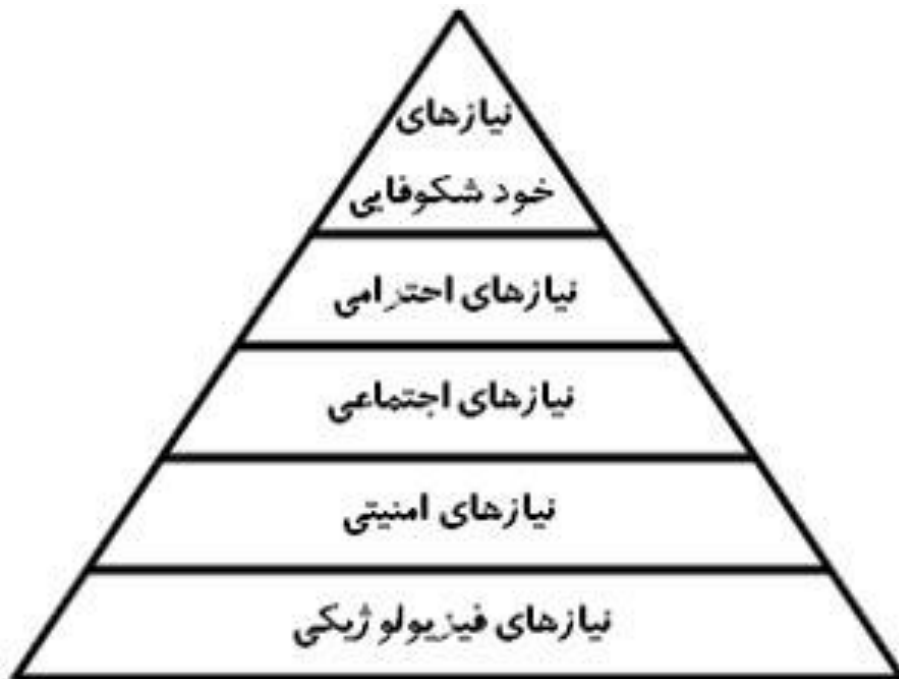 نیازهای
خود شکوفایی
نیازهای احترامی
نیازهای اجتماعی
نیازهای امنیتی
نیازهای فیزیولوژیکی